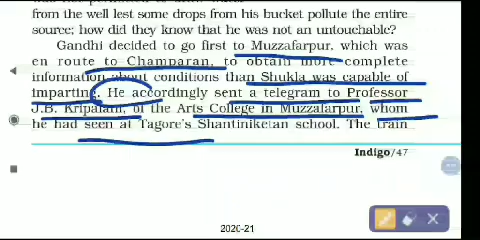 from the well lest some drops from his bucket pollute the entire
source; how did they know that he was not an untouchable?
Gandhi decided to go first to Muzzafarpur, which was
en route to Champaran, to obtain more complete
information about conditions than Shukla was capable of
imparting. He accordingly sent a telegram to Professor
J.B. Kripalani, of the Arts College in Muzzafarpur, whom
he had seen at Tagore's Shantiniketan school. The train
Indigo/47
2020-21